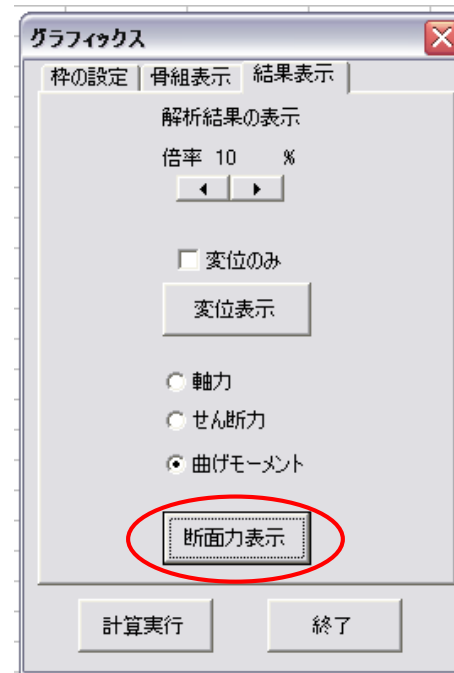 グラフィックス
枠の設定 骨組表示 結果表示
解析結果の表示
倍率 10 %
変位のみ
変位表示
軸力
せん断力
曲げモーメント
断面力表示
計算実行 終了